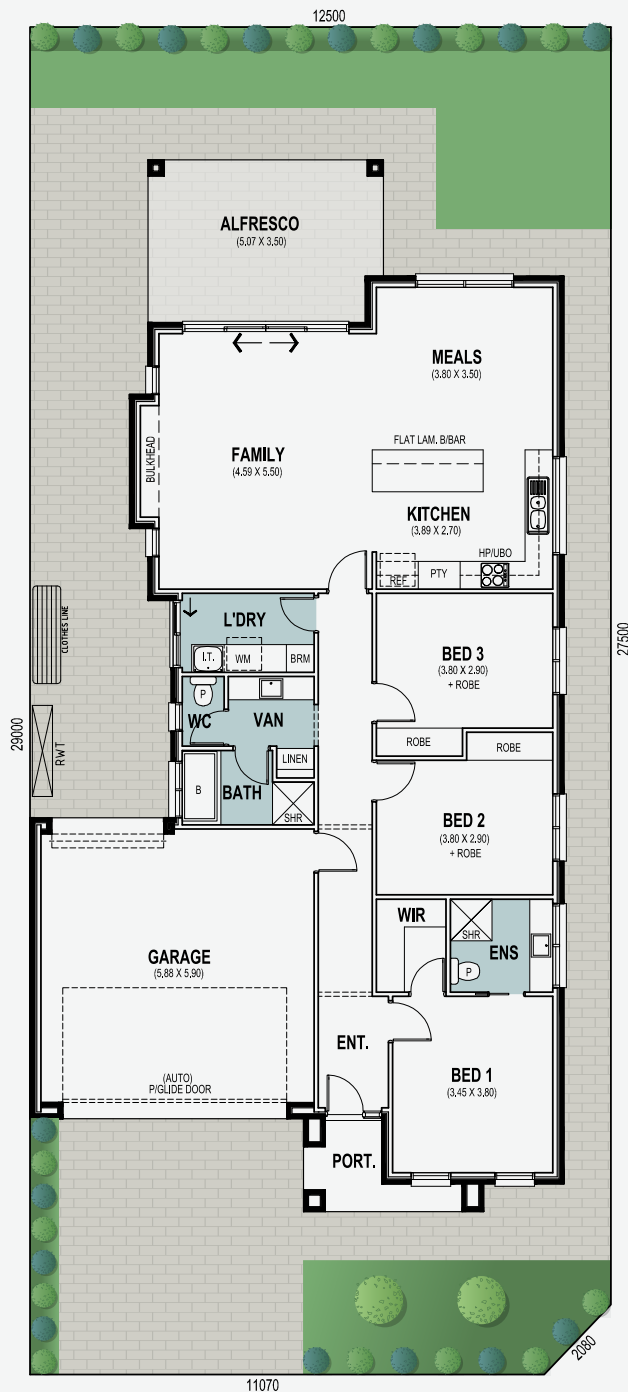 12500
ALFRESCO
(5.07 X 3.50)
MEALS
(3.80 X 3.50)
BULKHEAD
FAMILY
(4.59 X 5.50)
FLAT LAM. B/BAR
KITCHEN
(3.89 X 2.70)
HP/UBO
REF
PTY
CLOTHES LINE
L'DRY
I.T.
WM
BRM
BED 3
(3.80 X 2.90)
+ ROBE
27500
P
WC
VAN
29000
RWT
ROBE
ROBE
LINEN
B
BATH
SHR
BED 2
(3.80 X 2.90)
+ ROBE
WIR
SHR
ENS
P
GARAGE
(5.88 X 5.90)
ENT.
BED 1
(3.45 X 3.80)
(AUTO)
P/GLIDE DOOR
PORT.
2080
11070